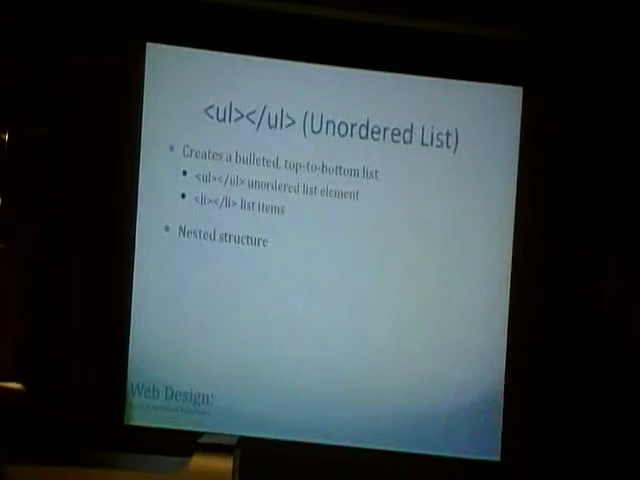 <ul></ul> (Unordered List)
• Creates a bulleted, top-to-bottom list
• <ul></ul> unordered list element
• <li></li> list items
• Nested structure
Web Design: